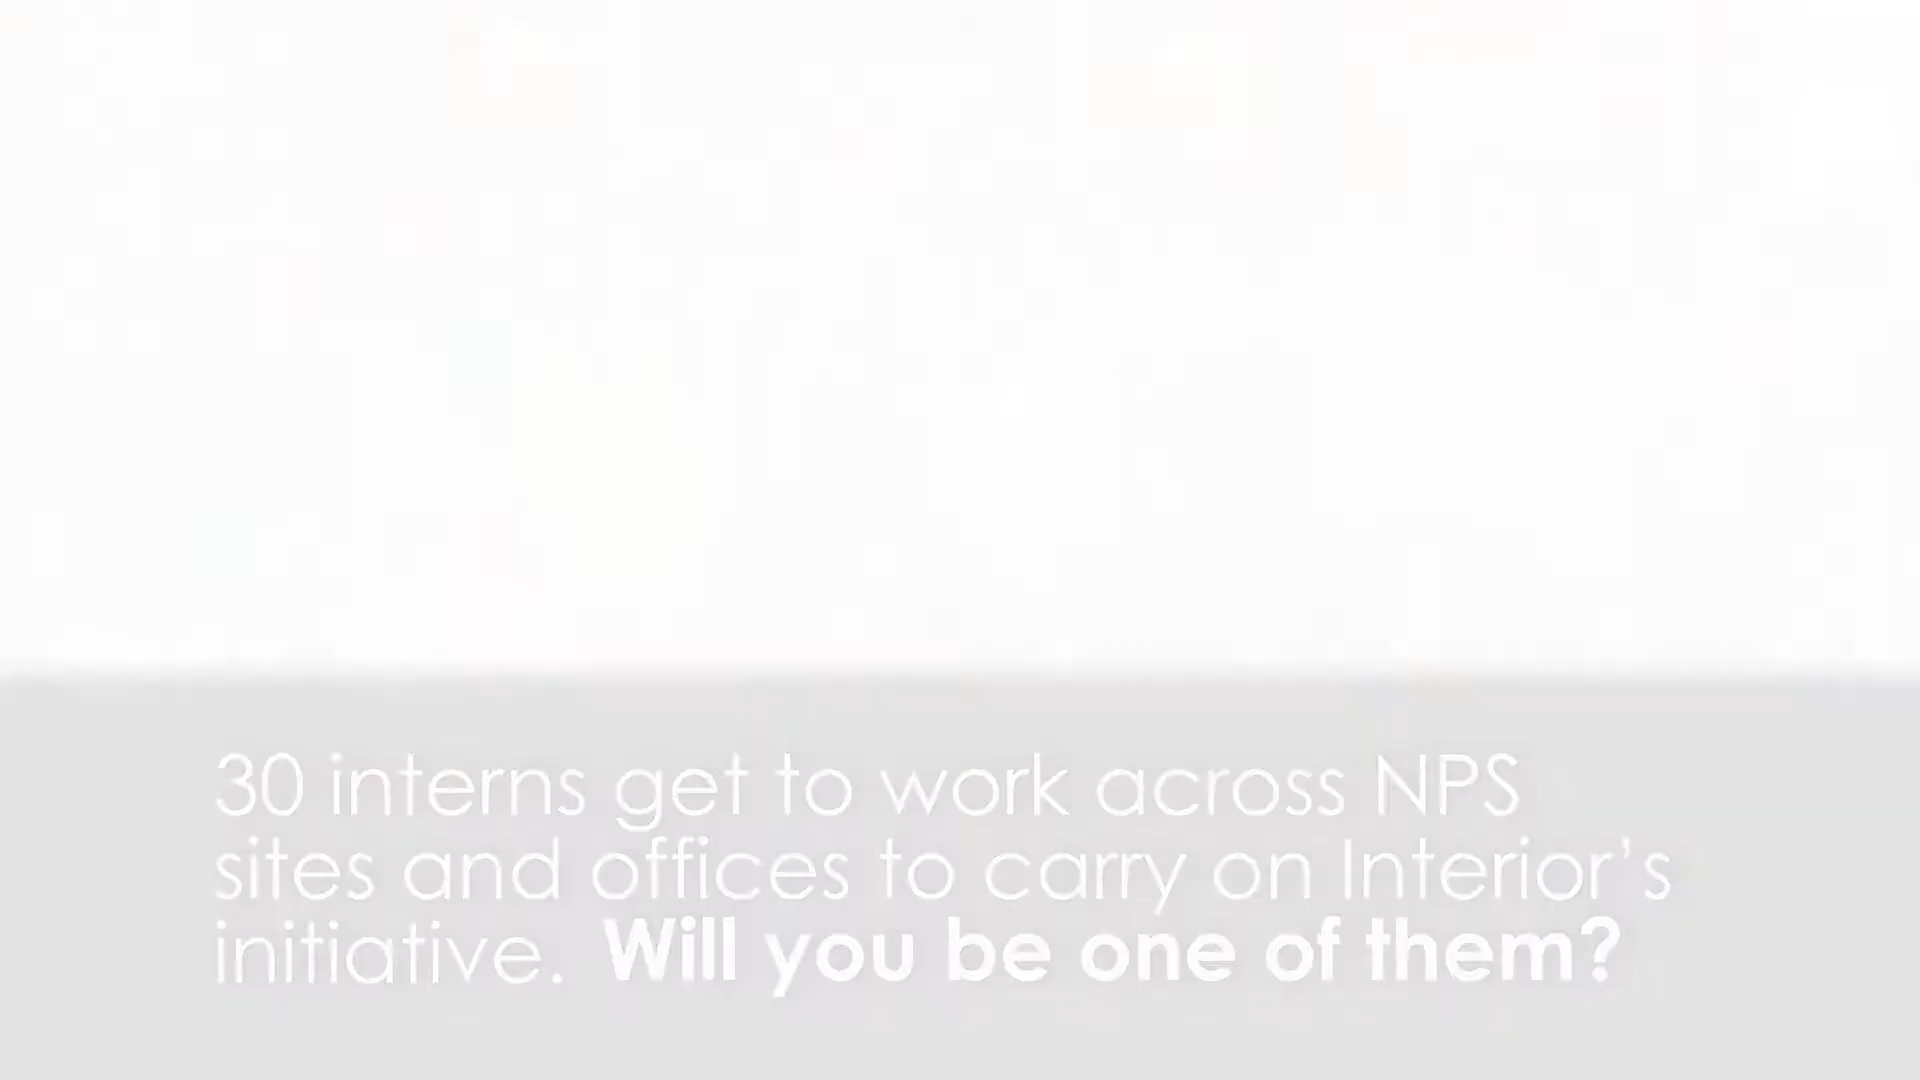 30 interns get to work across NPS
sites and offices to carry on Interior’s
initiative. Will you be one of them?